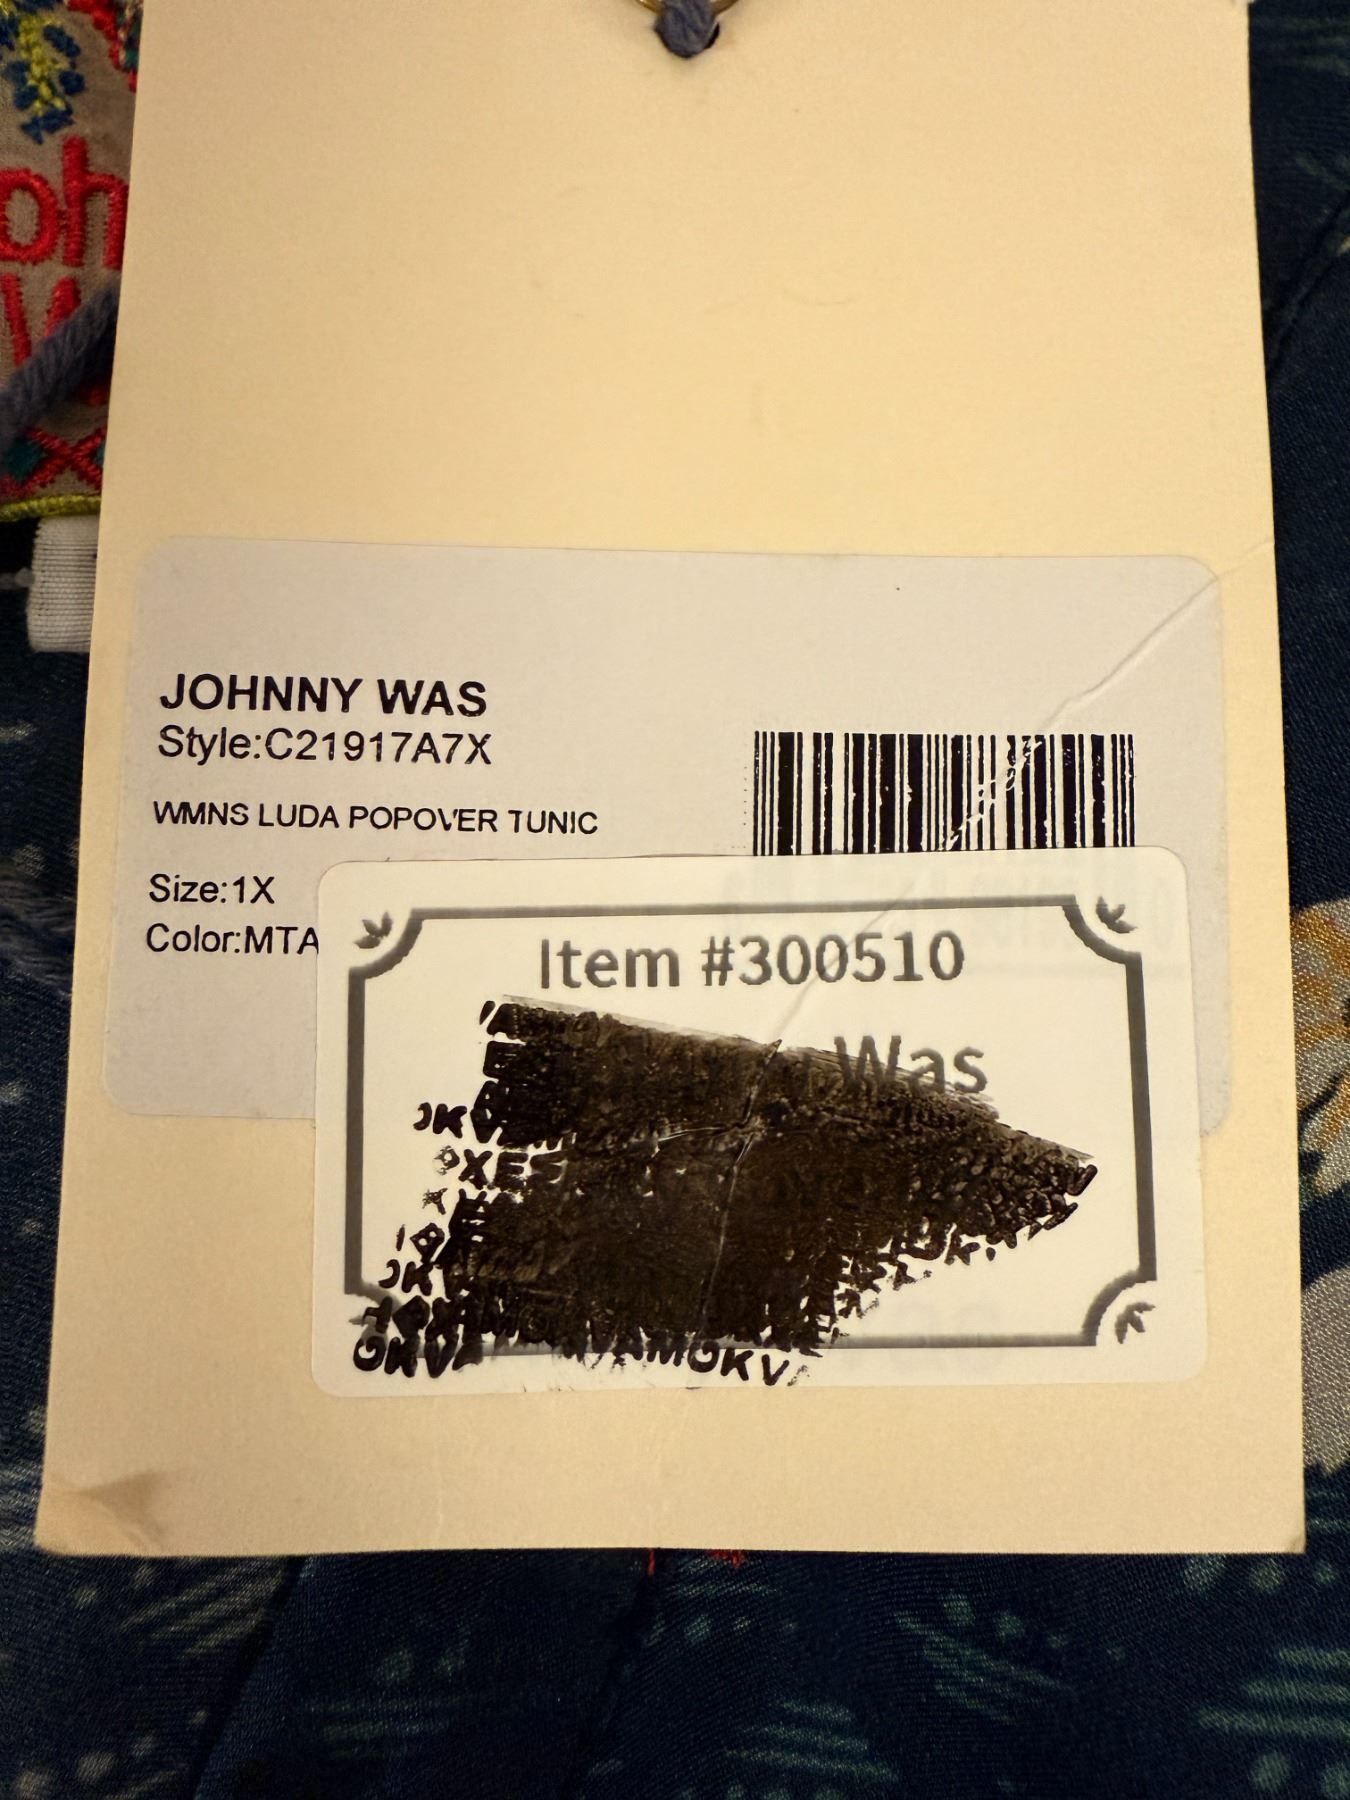 JOHNNY WAS
Style:C21917A7X
WMNS LUDA POPOVER TUNIC
Size:1X
Color:MTA
Item #300510
Was